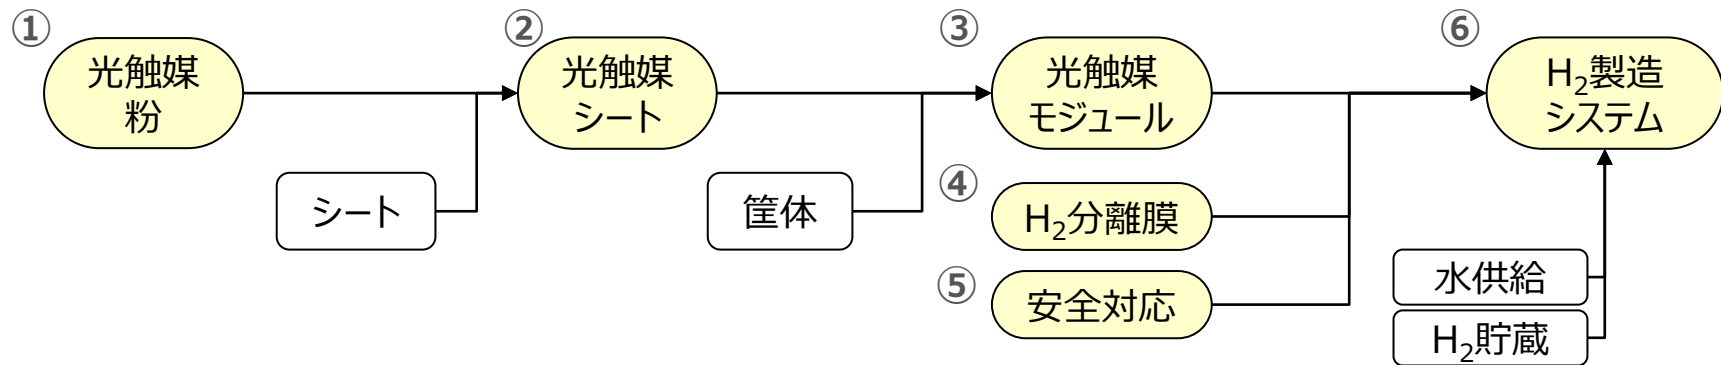 ①
光触媒
粉
シート
②
光触媒
シート
筐体
③
光触媒
モジュール
④
H₂分離膜
⑤
安全対応
⑥
H₂製造
システム
水供給
H₂貯蔵